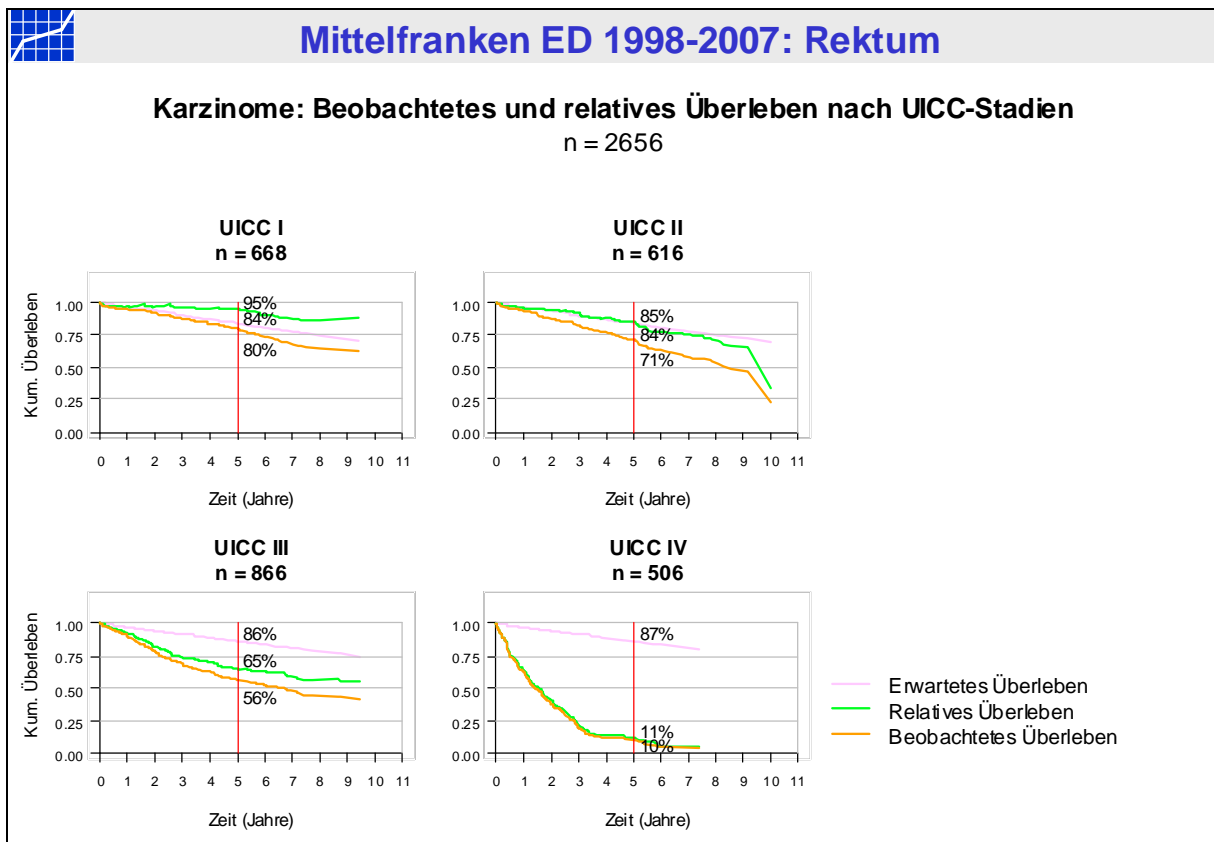 Mittelfranken ED 1998-2007: Rektum
Karzinome: Beobachtetes und relatives Überleben nach UICC-Stadien
n = 2656
UICC I
n = 668
Kum. Überleben
1.00
0.75
0.50
0.25
0.00
95%
84%
80%
0 1 2 3 4 5 6 7 8 9 10 11
Zeit (Jahre)
UICC II
n = 616
1.00
0.75
0.50
0.25
0.00
85%
84%
71%
0 1 2 3 4 5 6 7 8 9 10 11
Zeit (Jahre)
UICC III
n = 866
Kum. Überleben
1.00
0.75
0.50
0.25
0.00
86%
65%
56%
0 1 2 3 4 5 6 7 8 9 10 11
Zeit (Jahre)
UICC IV
n = 506
1.00
0.75
0.50
0.25
0.00
87%
11%
10%
0 1 2 3 4 5 6 7 8 9 10 11
Zeit (Jahre)
Erwartetes Überleben
Relatives Überleben
Beobachtetes Überleben